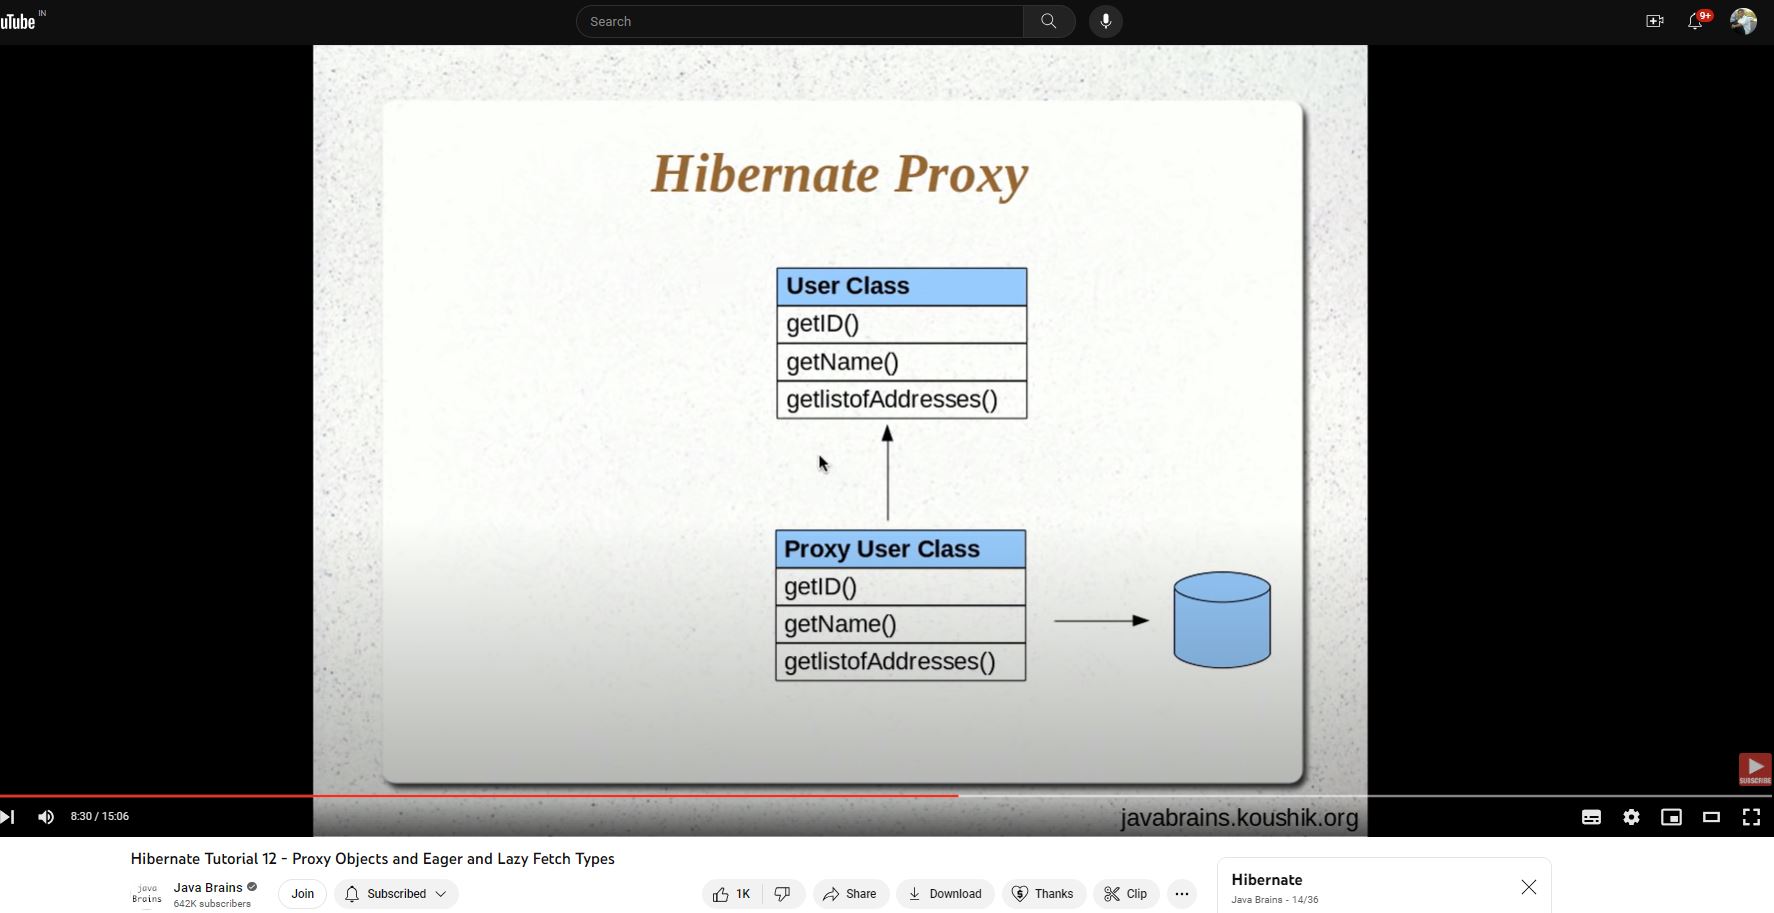 uTube IN
Search
9+
Hibernate Proxy
User Class
getID()
getName()
getlistofAddresses()
Proxy User Class
getID()
getName()
getlistofAddresses()
SUBSCRIBE
8:30 / 15:06
javabrains.koushik.org
Hibernate Tutorial 12 - Proxy Objects and Eager and Lazy Fetch Types
java
Brains
Java Brains
642K subscribers
Join
Subscribed
1K
Share
Download
Thanks
Clip
Hibernate
Java Brains - 14/36